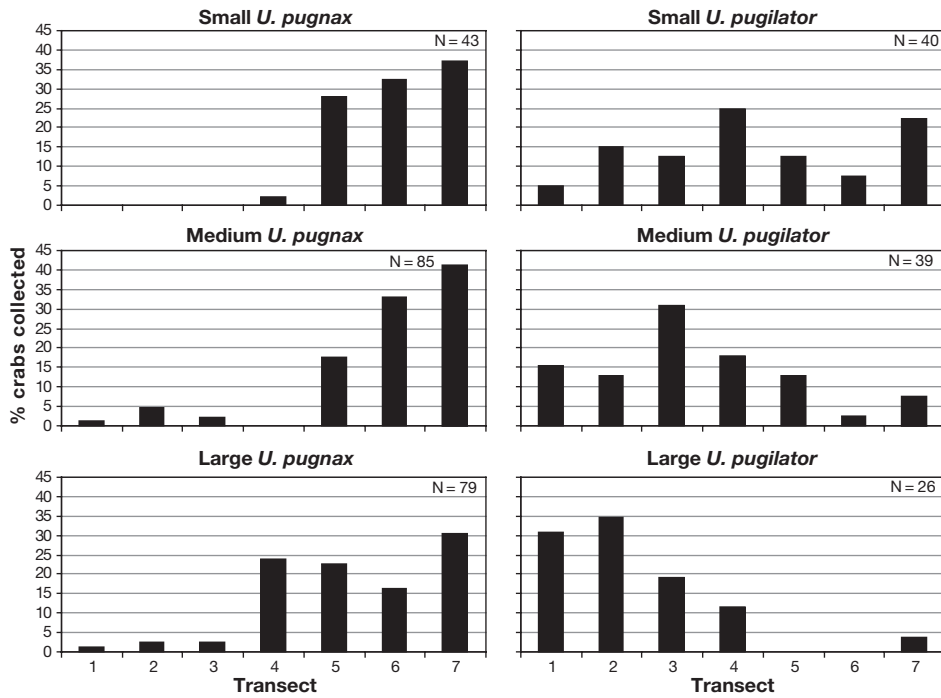 Small U. pugnax
Small U. pugilator
45
40
35
30
25
20
15
10
5
0
N = 43
N = 40
Medium U. pugnax
Medium U. pugilator
45
40
35
30
25
20
15
10
5
0
N = 85
N = 39
% crabs collected
Large U. pugnax
Large U. pugilator
45
40
35
30
25
20
15
10
5
0
N = 79
N = 26
1 2 3 4 5 6 7
1 2 3 4 5 6 7
Transect
Transect